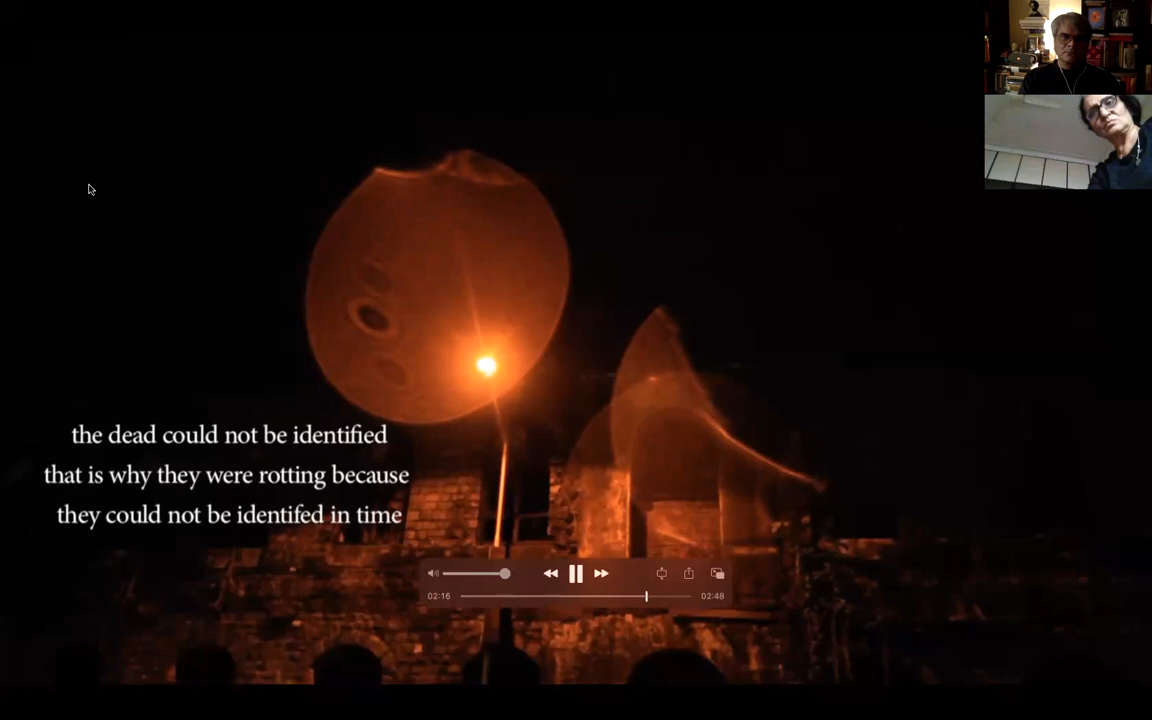 the dead could not be identified
that is why they were rotting because
they could not be identifed in time
02:16
02:48